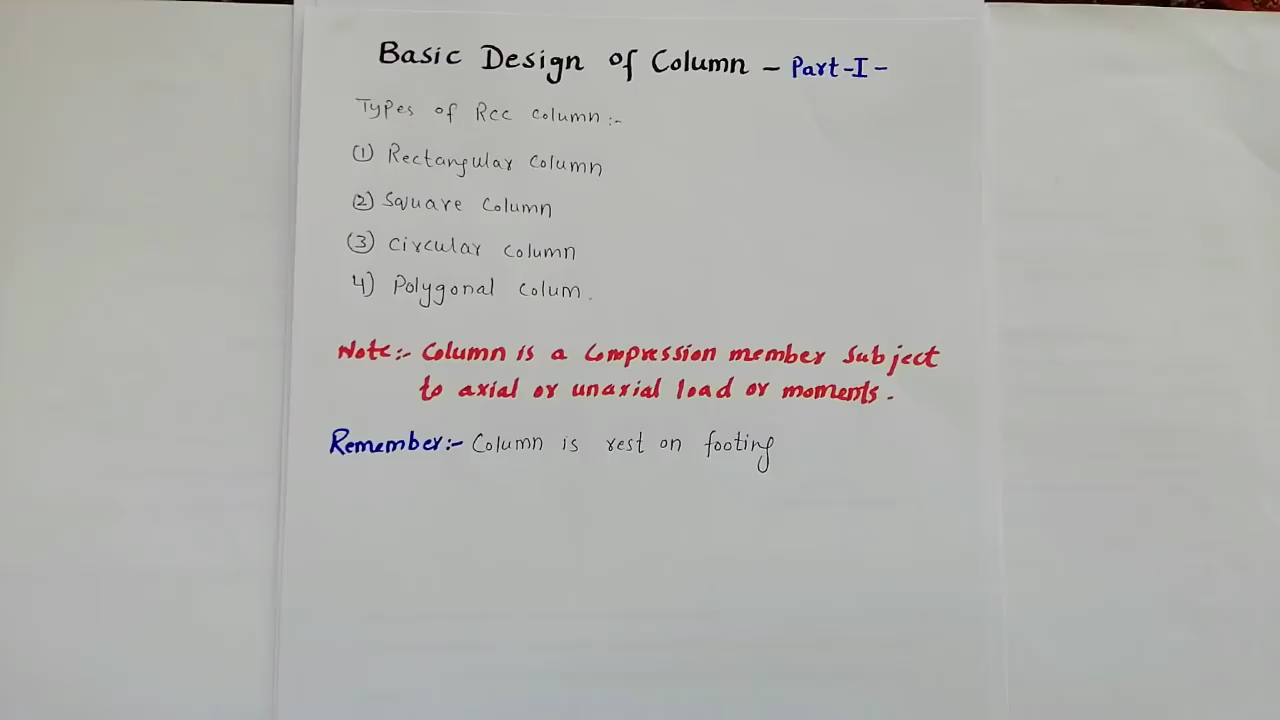 Basic Design of Column - Part-I-
Types of Rcc column:-
(1) Rectangular column
(2) Square column
(3) circular column
4) Polygonal colum.
Note:- Column is a compression member subject
to axial or unaxial load or moments.
Remember:- Column is rest on footing